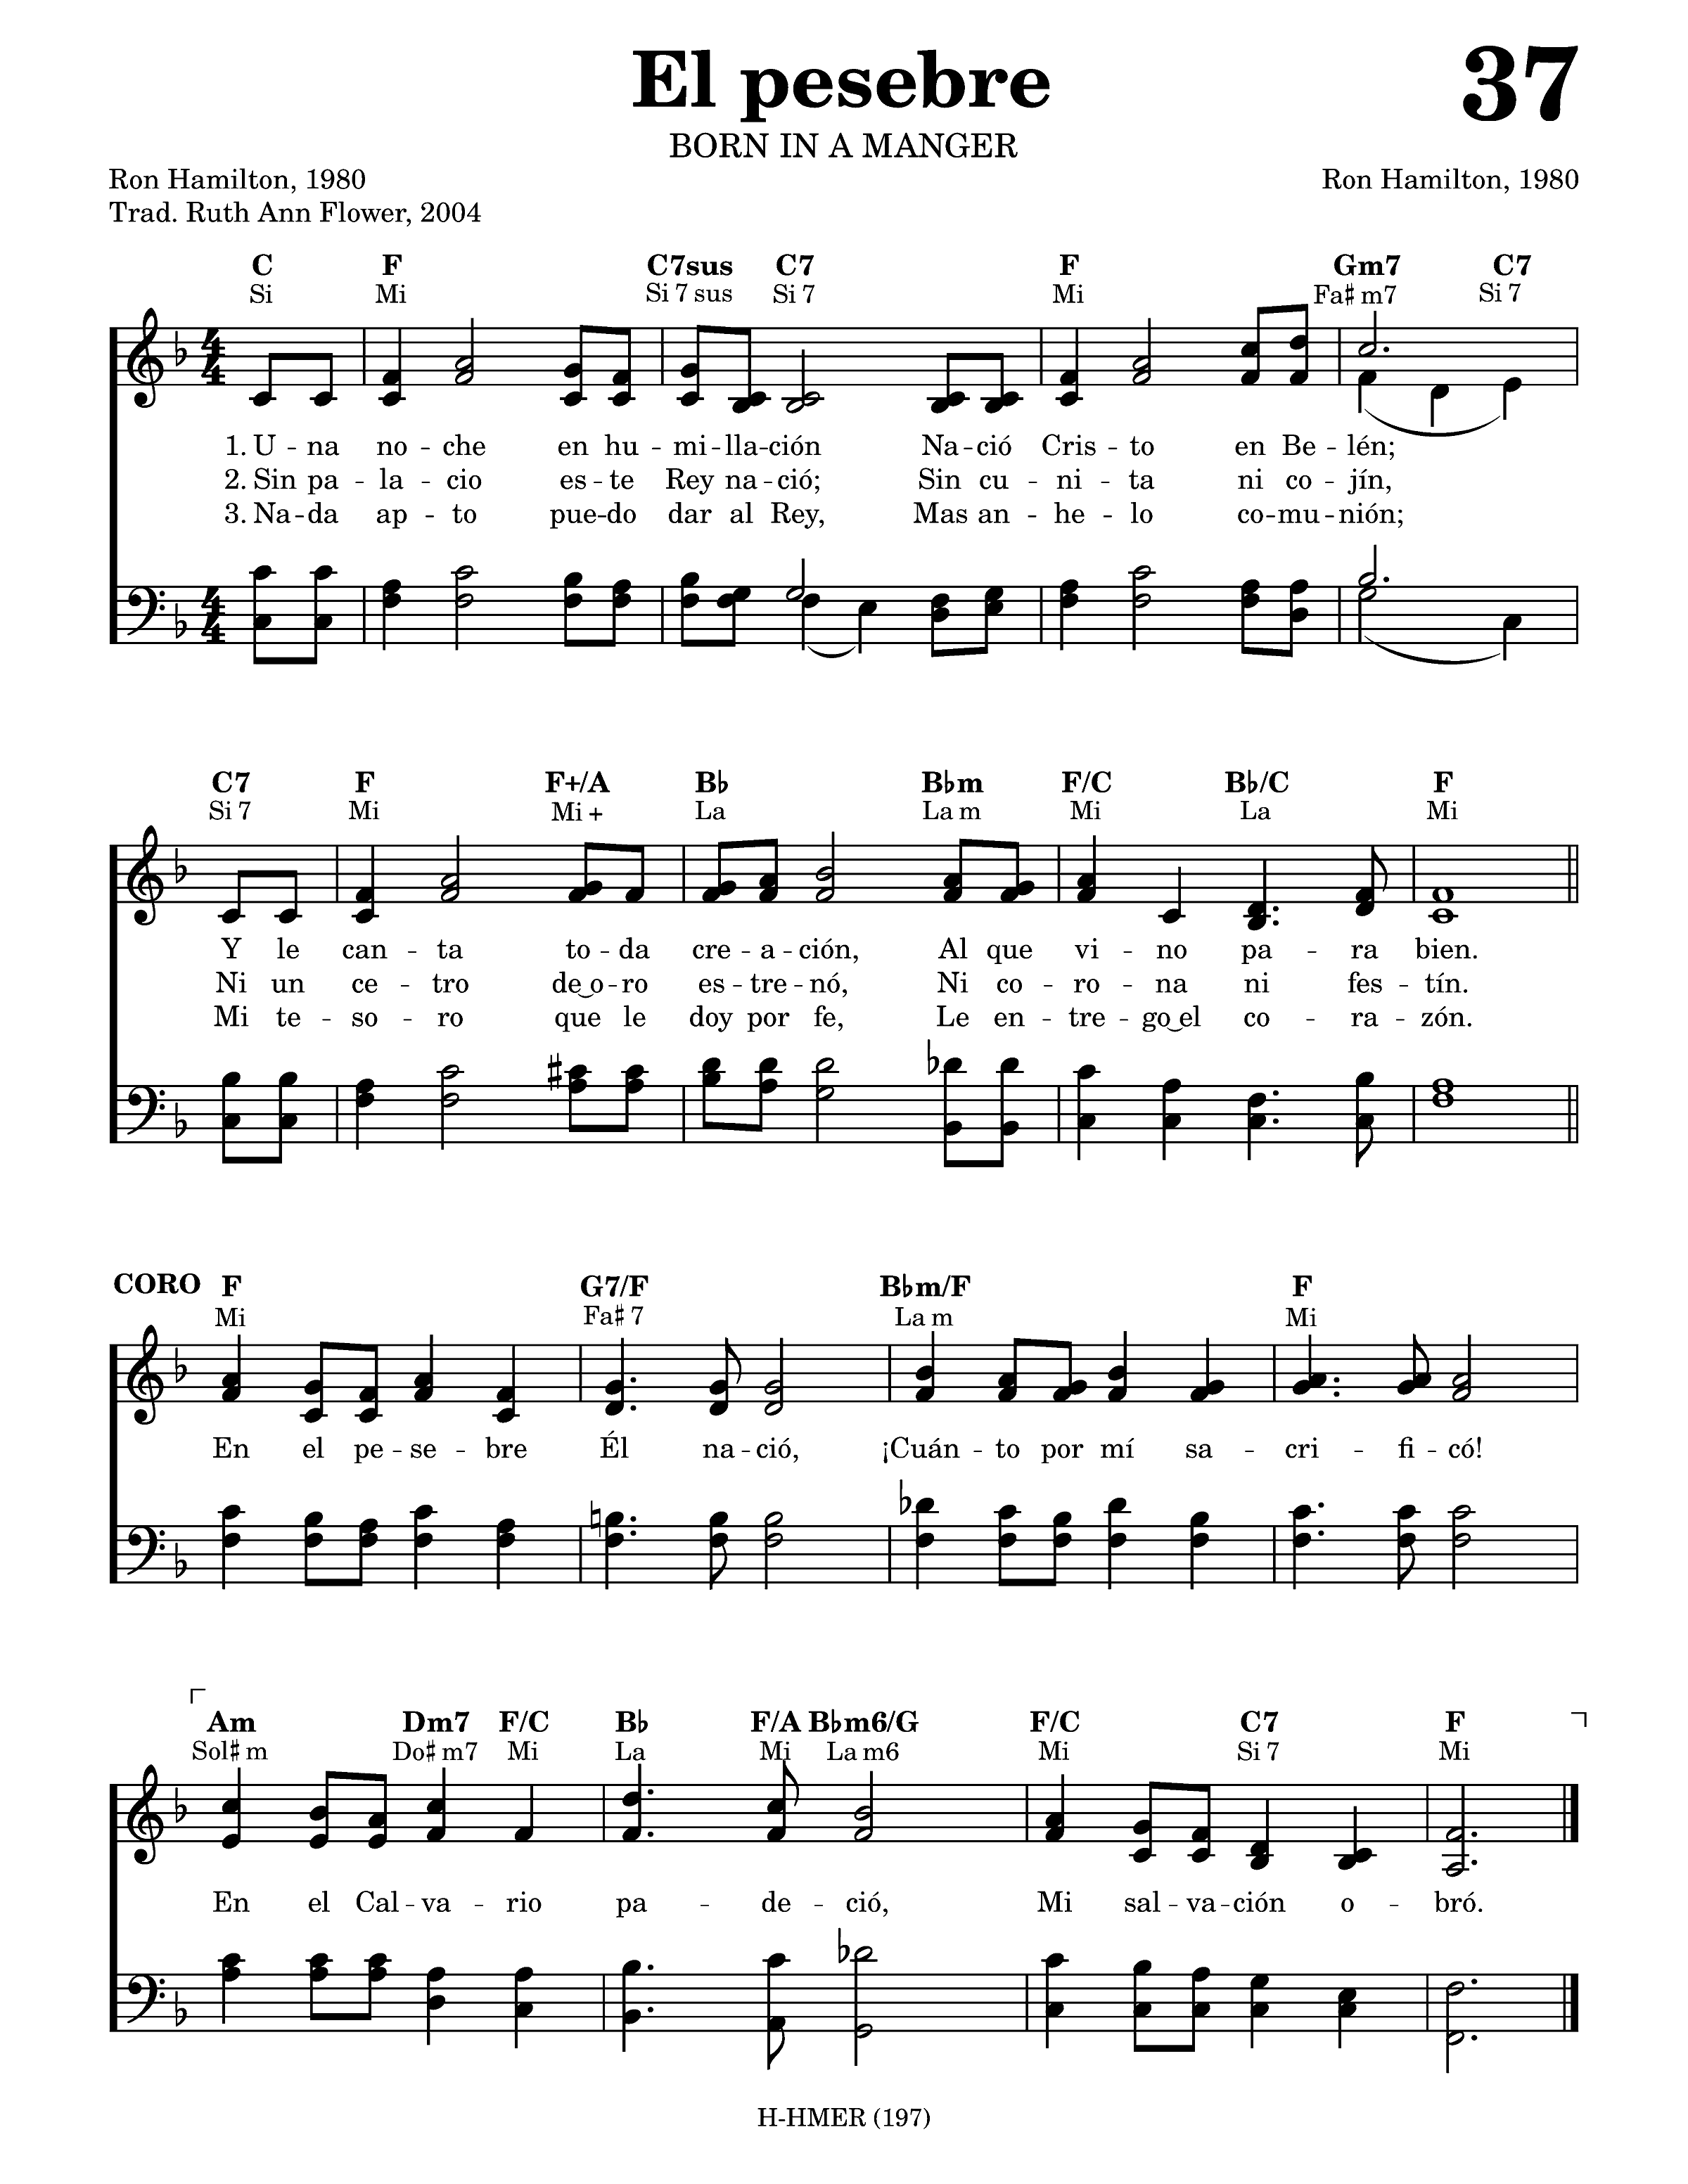 El pesebre
37
BORN IN A MANGER
Ron Hamilton, 1980
Ron Hamilton, 1980
Trad. Ruth Ann Flower, 2004
C F C7sus C7 F Gm7 C7
Si Mi Si 7 sus Si 7 Mi Fa♯ m7 Si 7
1. U -- na no -- che en hu -- mi -- lla -- ción Na -- ció Cris -- to en Be -- lén;
2. Sin pa -- la -- cio es -- te Rey na -- ció; Sin cu -- ni -- ta ni co -- jín,
3. Na -- da ap -- to pue -- do dar al Rey, Mas an -- he -- lo co -- mu -- nión;
C7 F F+/A B♭ B♭m F/C B♭/C F
Si 7 Mi Mi + La La m Mi La Mi
Y le can -- ta to -- da cre -- a -- ción, Al que vi -- no pa -- ra bien.
Ni un ce -- tro de‿o -- ro es -- tre -- nó, Ni co -- ro -- na ni fes -- tín.
Mi te -- so -- ro que le doy por fe, Le en -- tre -- go‿el co -- ra -- zón.
CORO F G7/F B♭m/F F
Mi Fa♯ 7 La m Mi
En el pe -- se -- bre Él na -- ció, ¡Cuán -- to por mí sa -- cri -- fi -- có!
Am Dm7 F/C B♭ F/A B♭m6/G F/C C7 F
Sol♯ m Do♯ m7 Mi La Mi La m6 Mi Si 7 Mi
En el Cal -- va -- rio pa -- de -- ció, Mi sal -- va -- ción o -- bró.
H-HMER (197)